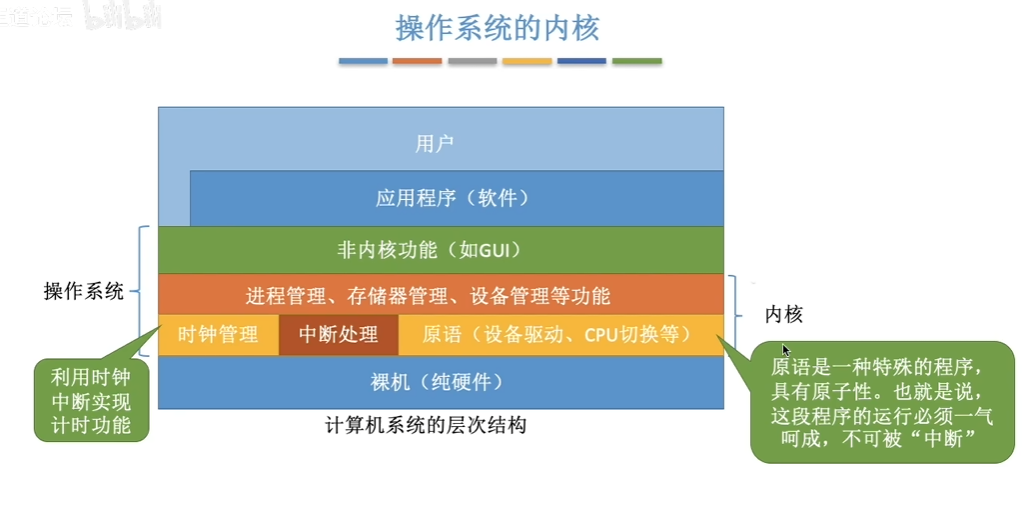 bilibili
操作系统的内核
用户
应用程序（软件）
非内核功能（如GUI）
操作系统
进程管理、存储器管理、设备管理等功能
内核
时钟管理
中断处理
原语（设备驱动、CPU切换等）
裸机（纯硬件）
利用时钟
中断实现
计时功能
原语是一种特殊的程序，
具有原子性。也就是说，
这段程序的运行必须一气
呵成，不可被“中断”
计算机系统的层次结构